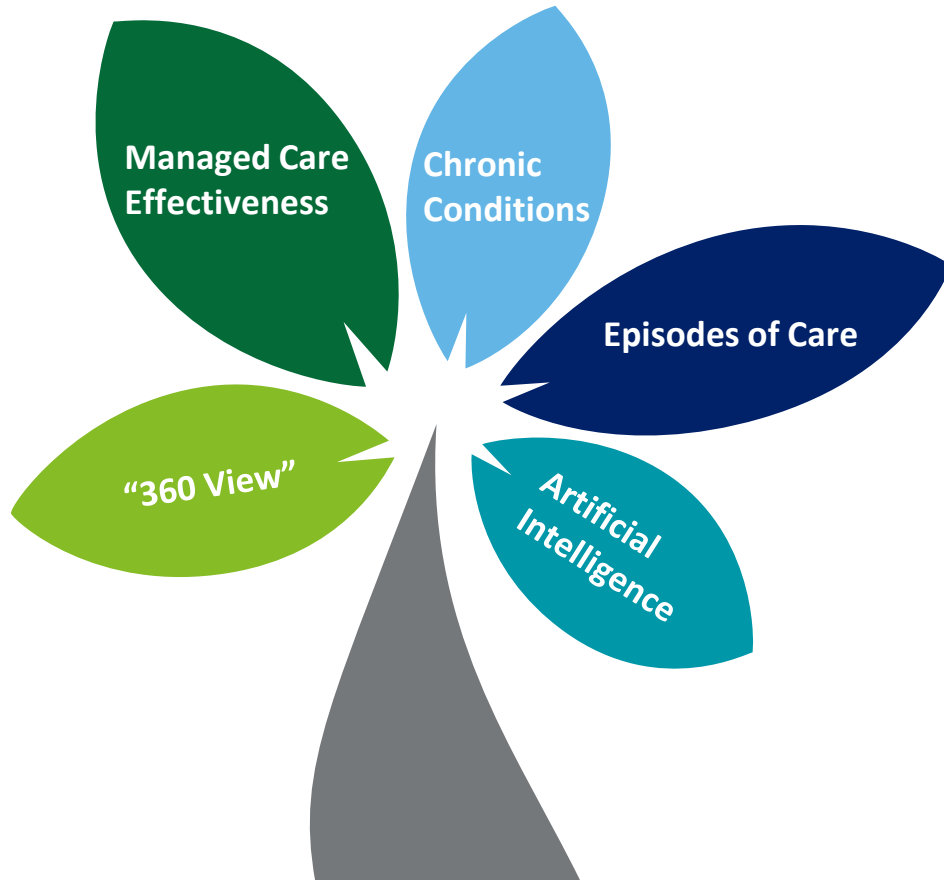 Managed Care
Effectiveness
Chronic
Conditions
Episodes of Care
“360 View”
Artificial
Intelligence